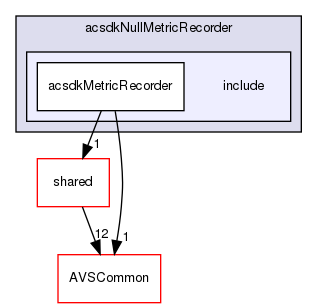 acsdkNullMetricRecorder
acsdkMetricRecorder
include
1
shared
12
1
AVSCommon